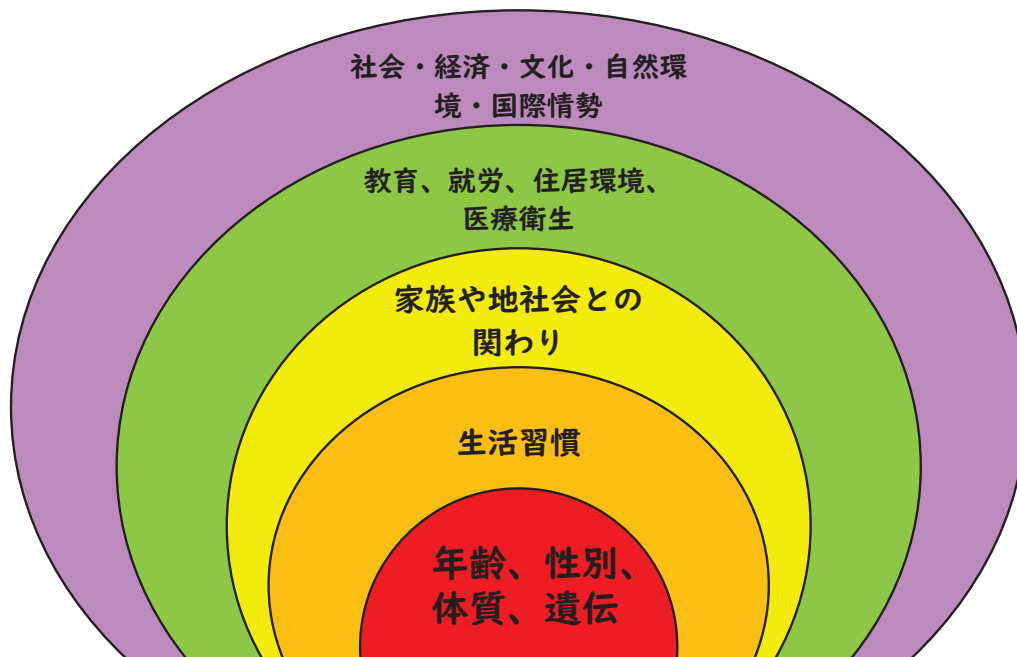 社会・経済・文化・自然環
境・国際情勢
教育、就労、住居環境、
医療衛生
家族や地社会との
関わり
生活習慣
年齢、性別、
体質、遺伝